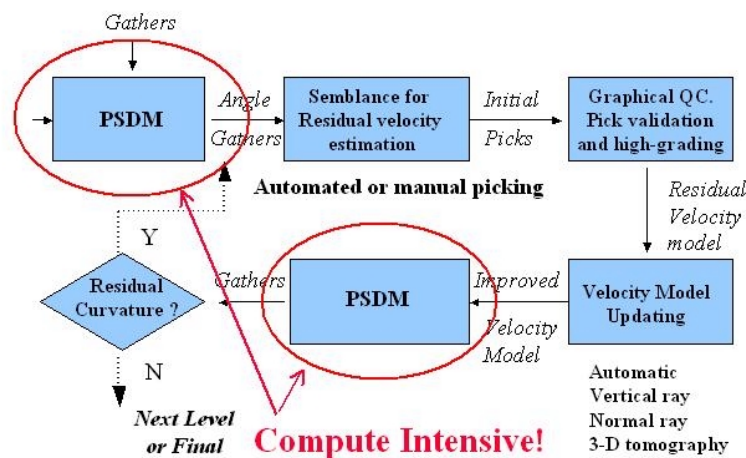 Gathers
PSDM
Angle
Gathers
Semblance for
Residual velocity
estimation
Initial
Picks
Graphical QC.
Pick validation
and high-grading
Automated or manual picking
Residual
Velocity
model
Y
Residual
Curvature ?
Gathers
PSDM
Improved
Velocity
Model
Velocity Model
Updating
N
Next Level
or Final
Compute Intensive!
Automatic
Vertical ray
Normal ray
3-D tomography